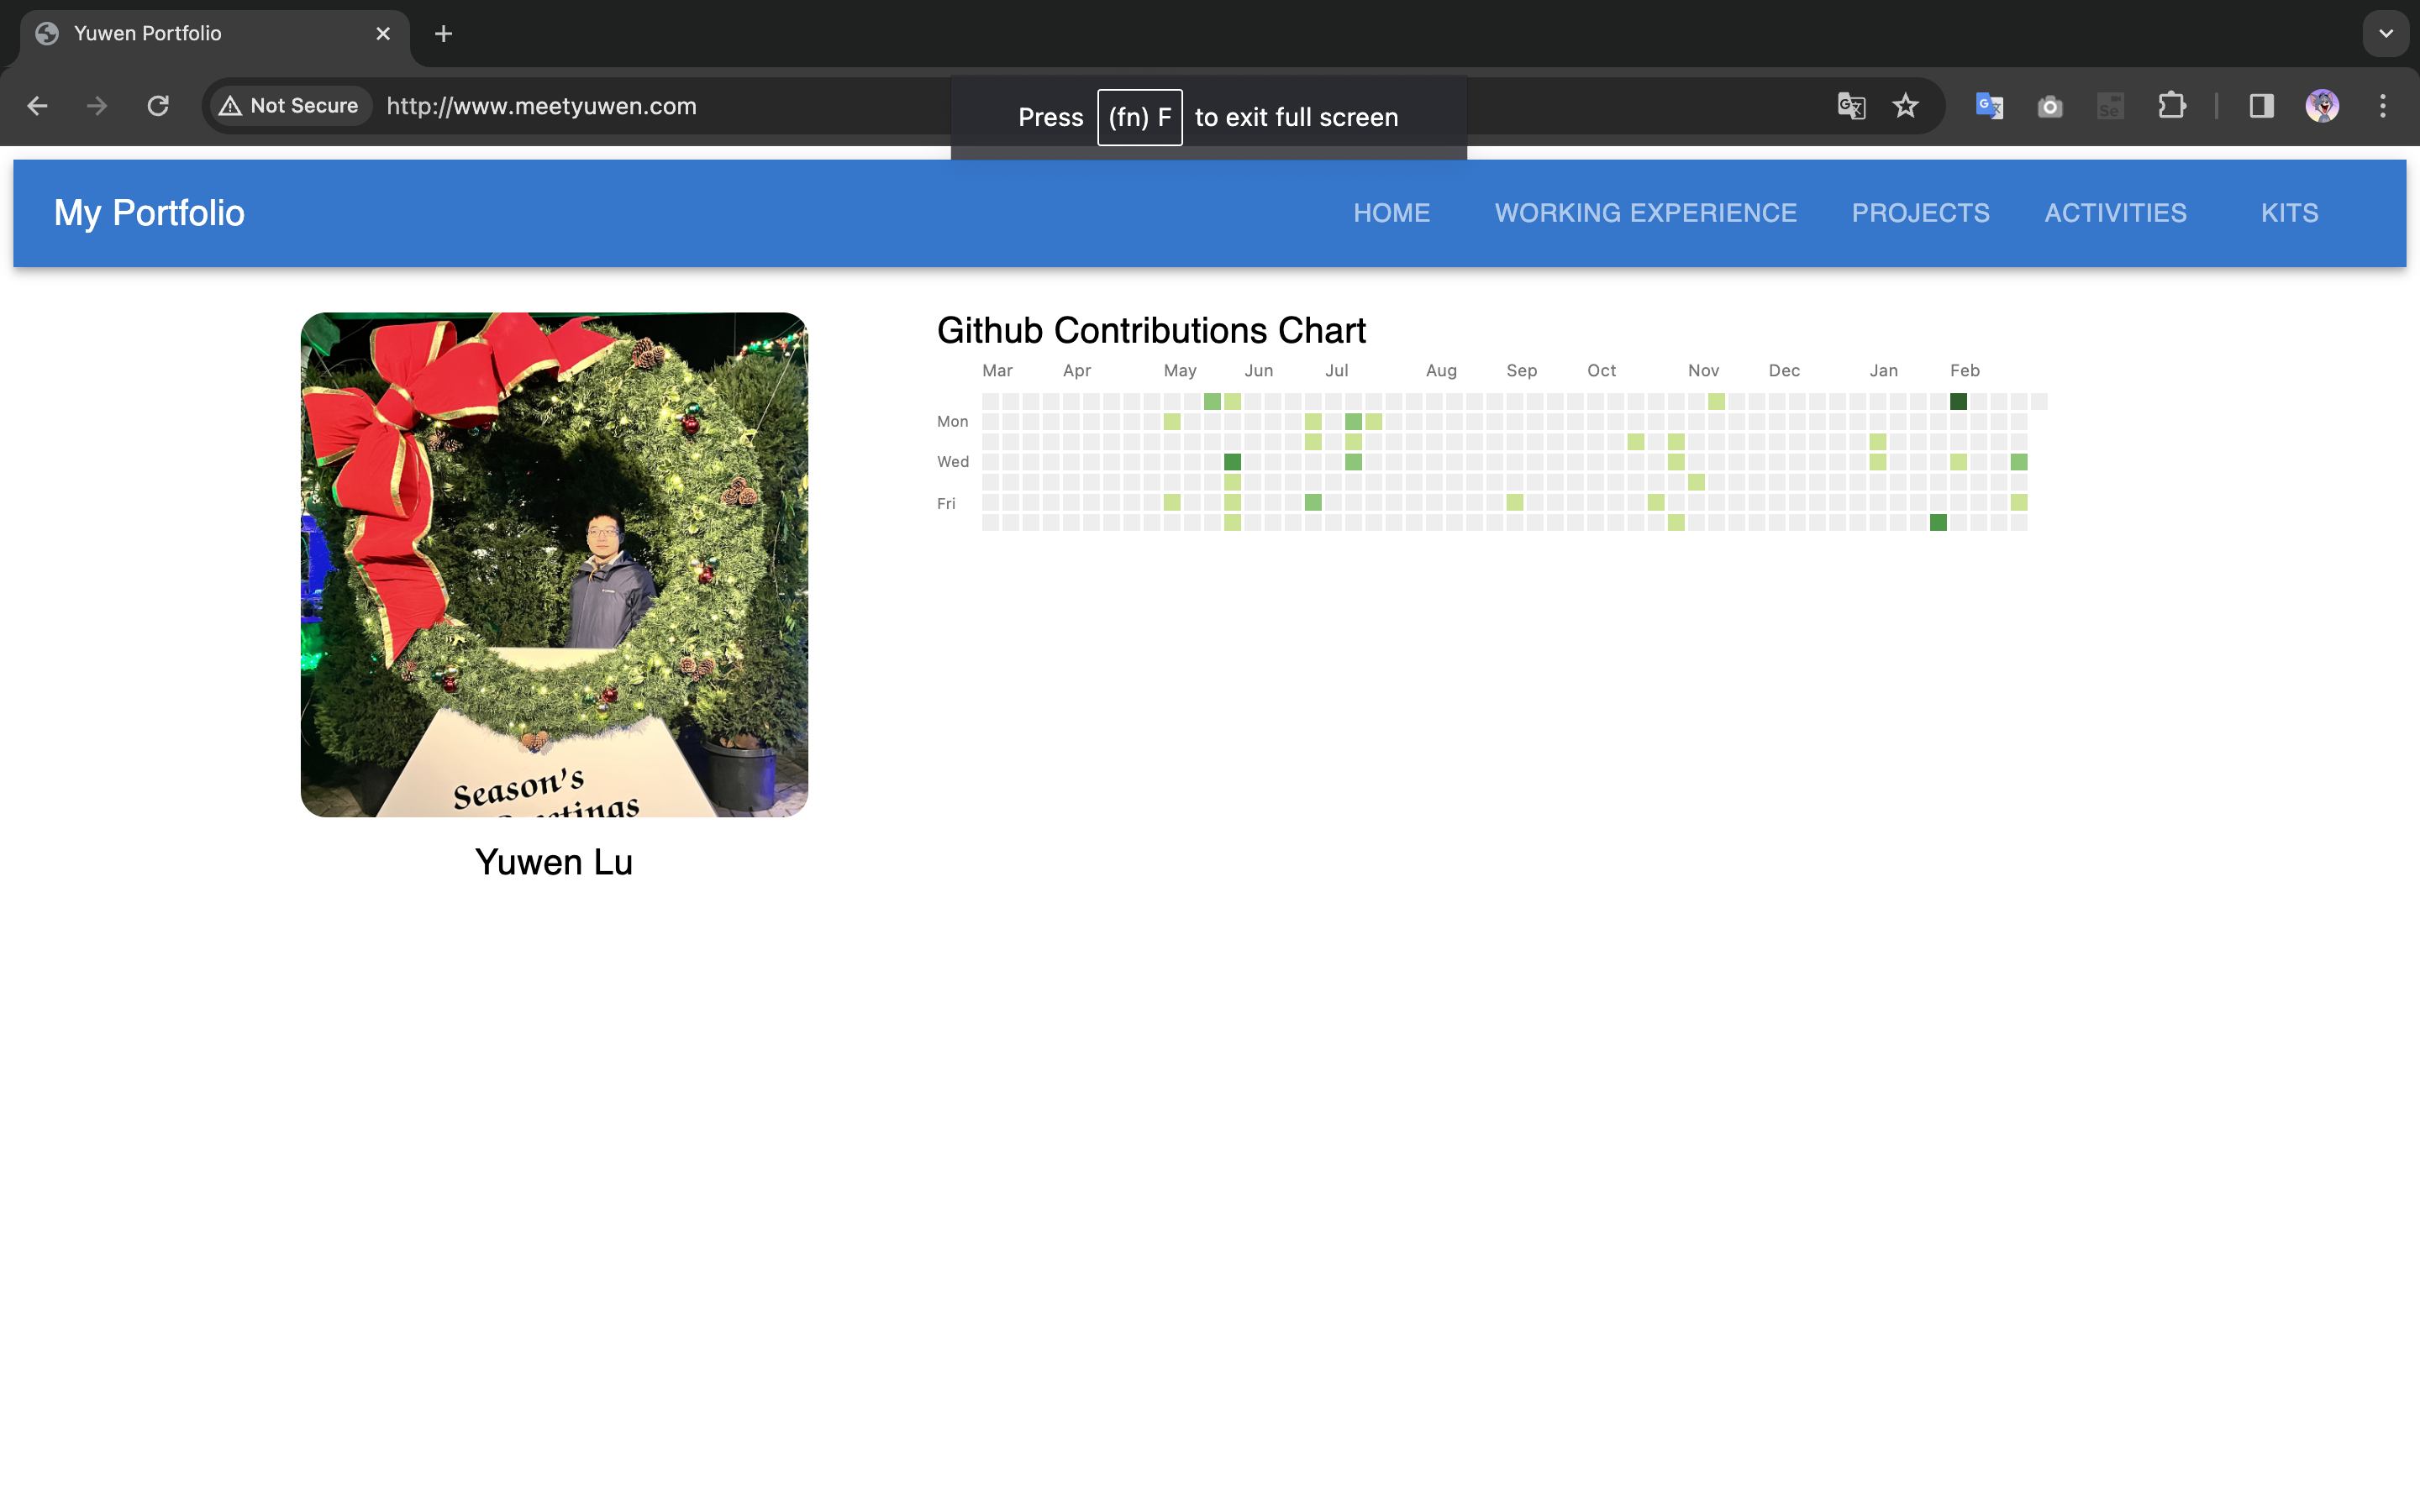 Yuwen Portfolio
Not Secure
http://www.meetyuwen.com
Press (fn) F to exit full screen
My Portfolio
HOME
WORKING EXPERIENCE
PROJECTS
ACTIVITIES
KITS
Github Contributions Chart
Mar Apr May Jun Jul Aug Sep Oct Nov Dec Jan Feb
Mon
Wed
Fri
Season's
Yuwen Lu